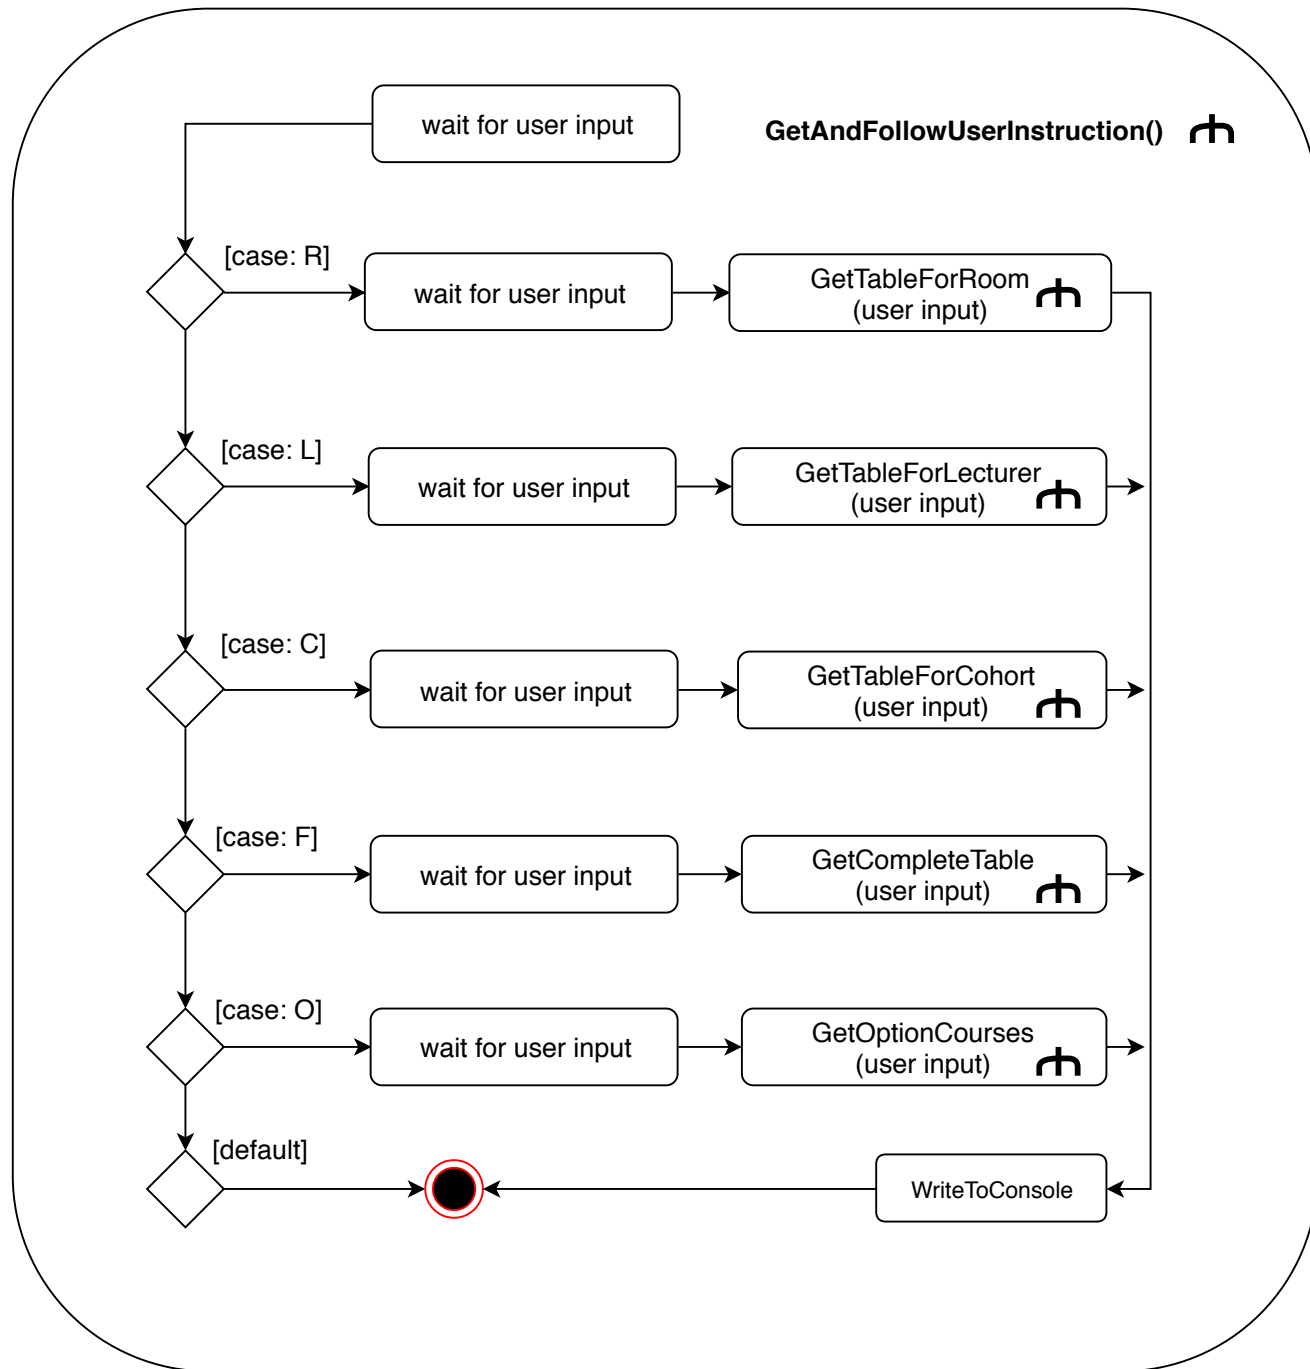 wait for user input
GetAndFollowUserInstruction()
[case: R]
wait for user input
GetTableForRoom
(user input)
[case: L]
wait for user input
GetTableForLecturer
(user input)
[case: C]
wait for user input
GetTableForCohort
(user input)
[case: F]
wait for user input
GetCompleteTable
(user input)
[case: O]
wait for user input
GetOptionCourses
(user input)
[default]
WriteToConsole